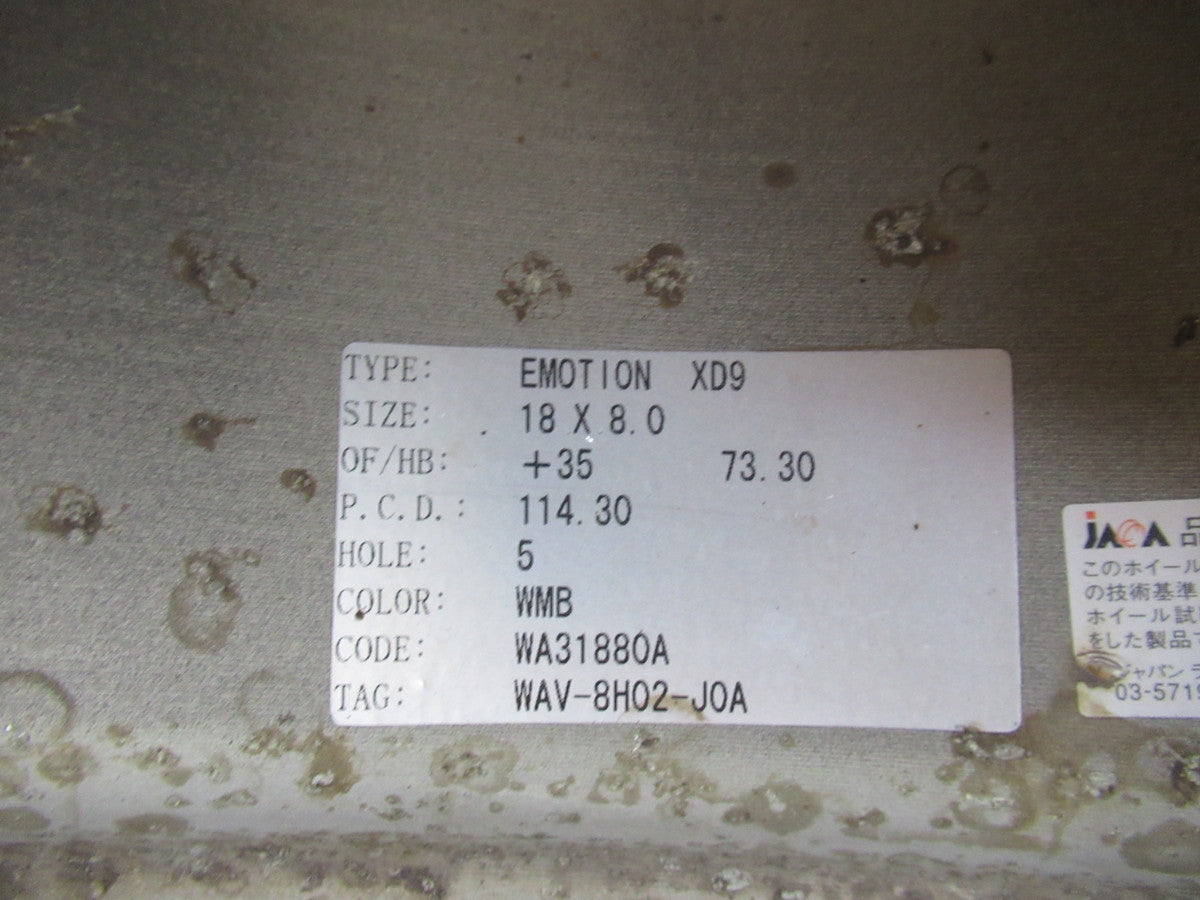 TYPE: EMOTION XD9
SIZE: 18 X 8.0
OF/HB: +35 73.30
P.C.D.: 114.30
HOLE: 5
COLOR: WMB
CODE: WA31880A
TAG: WAV-8H02-J0A
JAWA 品
このホイール
の技術基準
ホイール試
をした製品
ジャパン
03-571